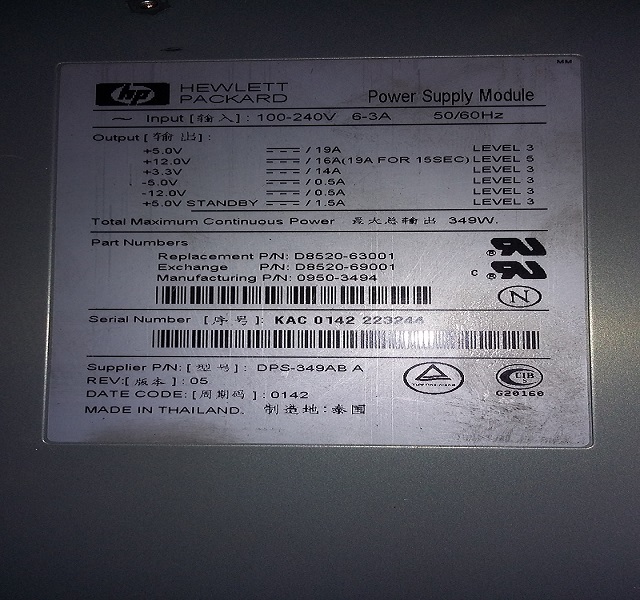 MM
hp HEWLETT PACKARD Power Supply Module
~ Input [输入]: 100-240V 6-3A 50/60Hz
Output [输出]:
+5.0V ⎓ / 19A LEVEL 3
+12.0V ⎓ / 16A(19A FOR 15SEC) LEVEL 5
+3.3V ⎓ / 14A LEVEL 3
-5.0V ⎓ / 0.5A LEVEL 3
-12.0V ⎓ / 0.5A LEVEL 3
+5.0V STANDBY ⎓ / 1.5A LEVEL 3
Total Maximum Continuous Power 最大总输出 349W.
Part Numbers
Replacement P/N: D8520-63001
Exchange P/N: D8520-69001
Manufacturing P/N: 0950-3494
N
Serial Number [序号]: KAC 0142 223244
Supplier P/N: [型号]: DPS-349AB A
REV:[版本]: 05
DATE CODE: [周期码]: 0142
MADE IN THAILAND. 制造地:泰国
CIB
G20160